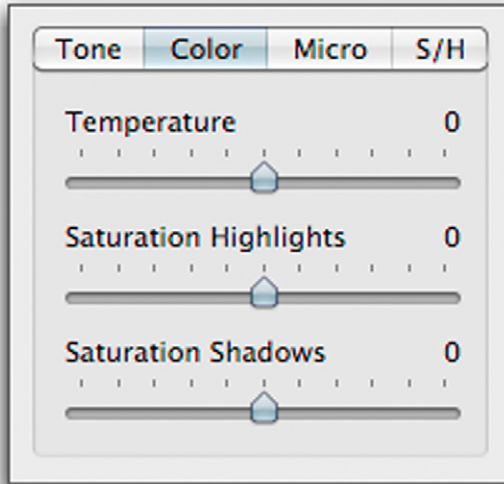 Tone Color Micro S/H
Temperature 0
Saturation Highlights 0
Saturation Shadows 0